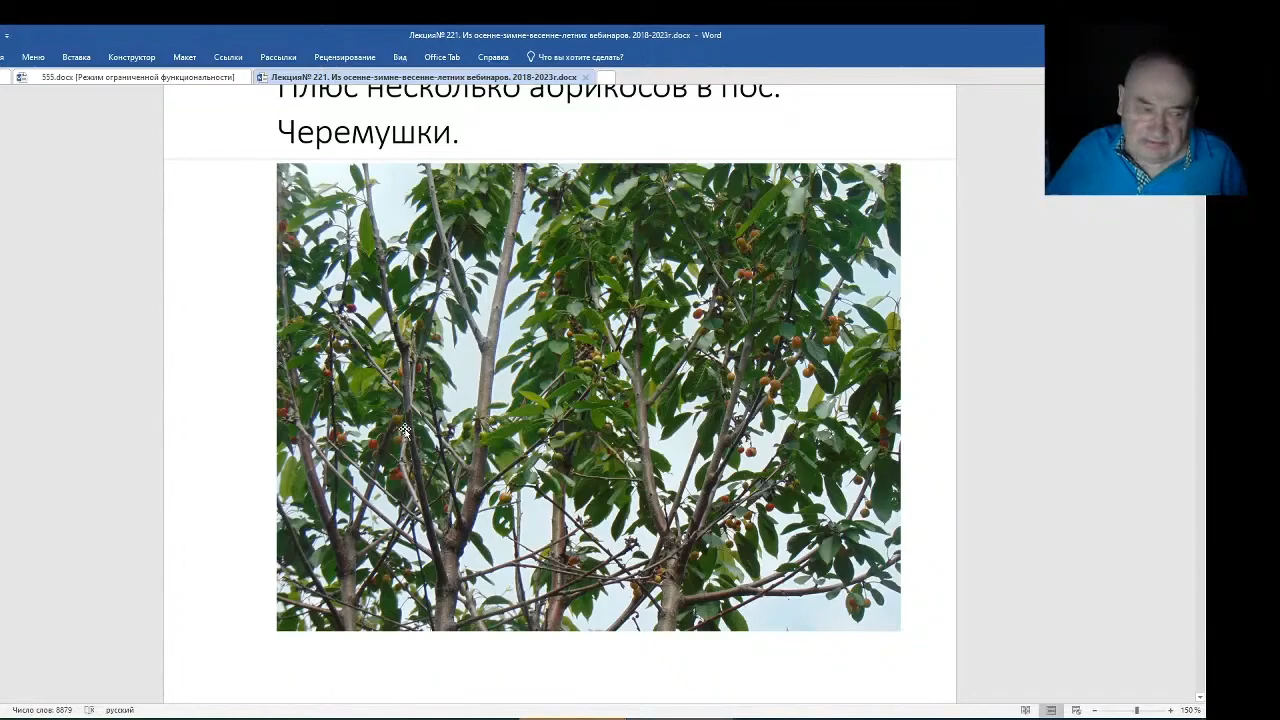 Лекция№ 221. Из осенне-зимне-весенне-летних вебинаров. 2018-2023г.docx - Word
Меню Вставка Конструктор Макет Ссылки Рассылки Рецензирование Вид Office Tab Справка Что вы хотите сделать?
555.docx [Режим ограниченной функциональности] Лекция№ 221. Из осенне-зимне-весенне-летних вебинаров. 2018-2023г.docx
Плюс несколько абрикосов в пос.
Черемушки.
Число слов: 8879 русский 150 %